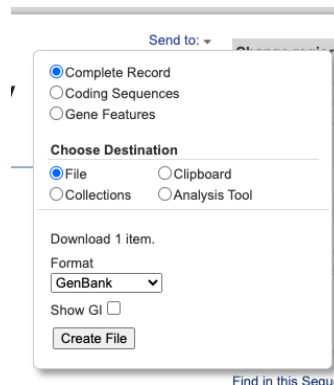 Send to:
Complete Record
Coding Sequences
Gene Features
Choose Destination
File Clipboard
Collections Analysis Tool
Download 1 item.
Format
GenBank
Show GI
Create File
Find in this Sequ